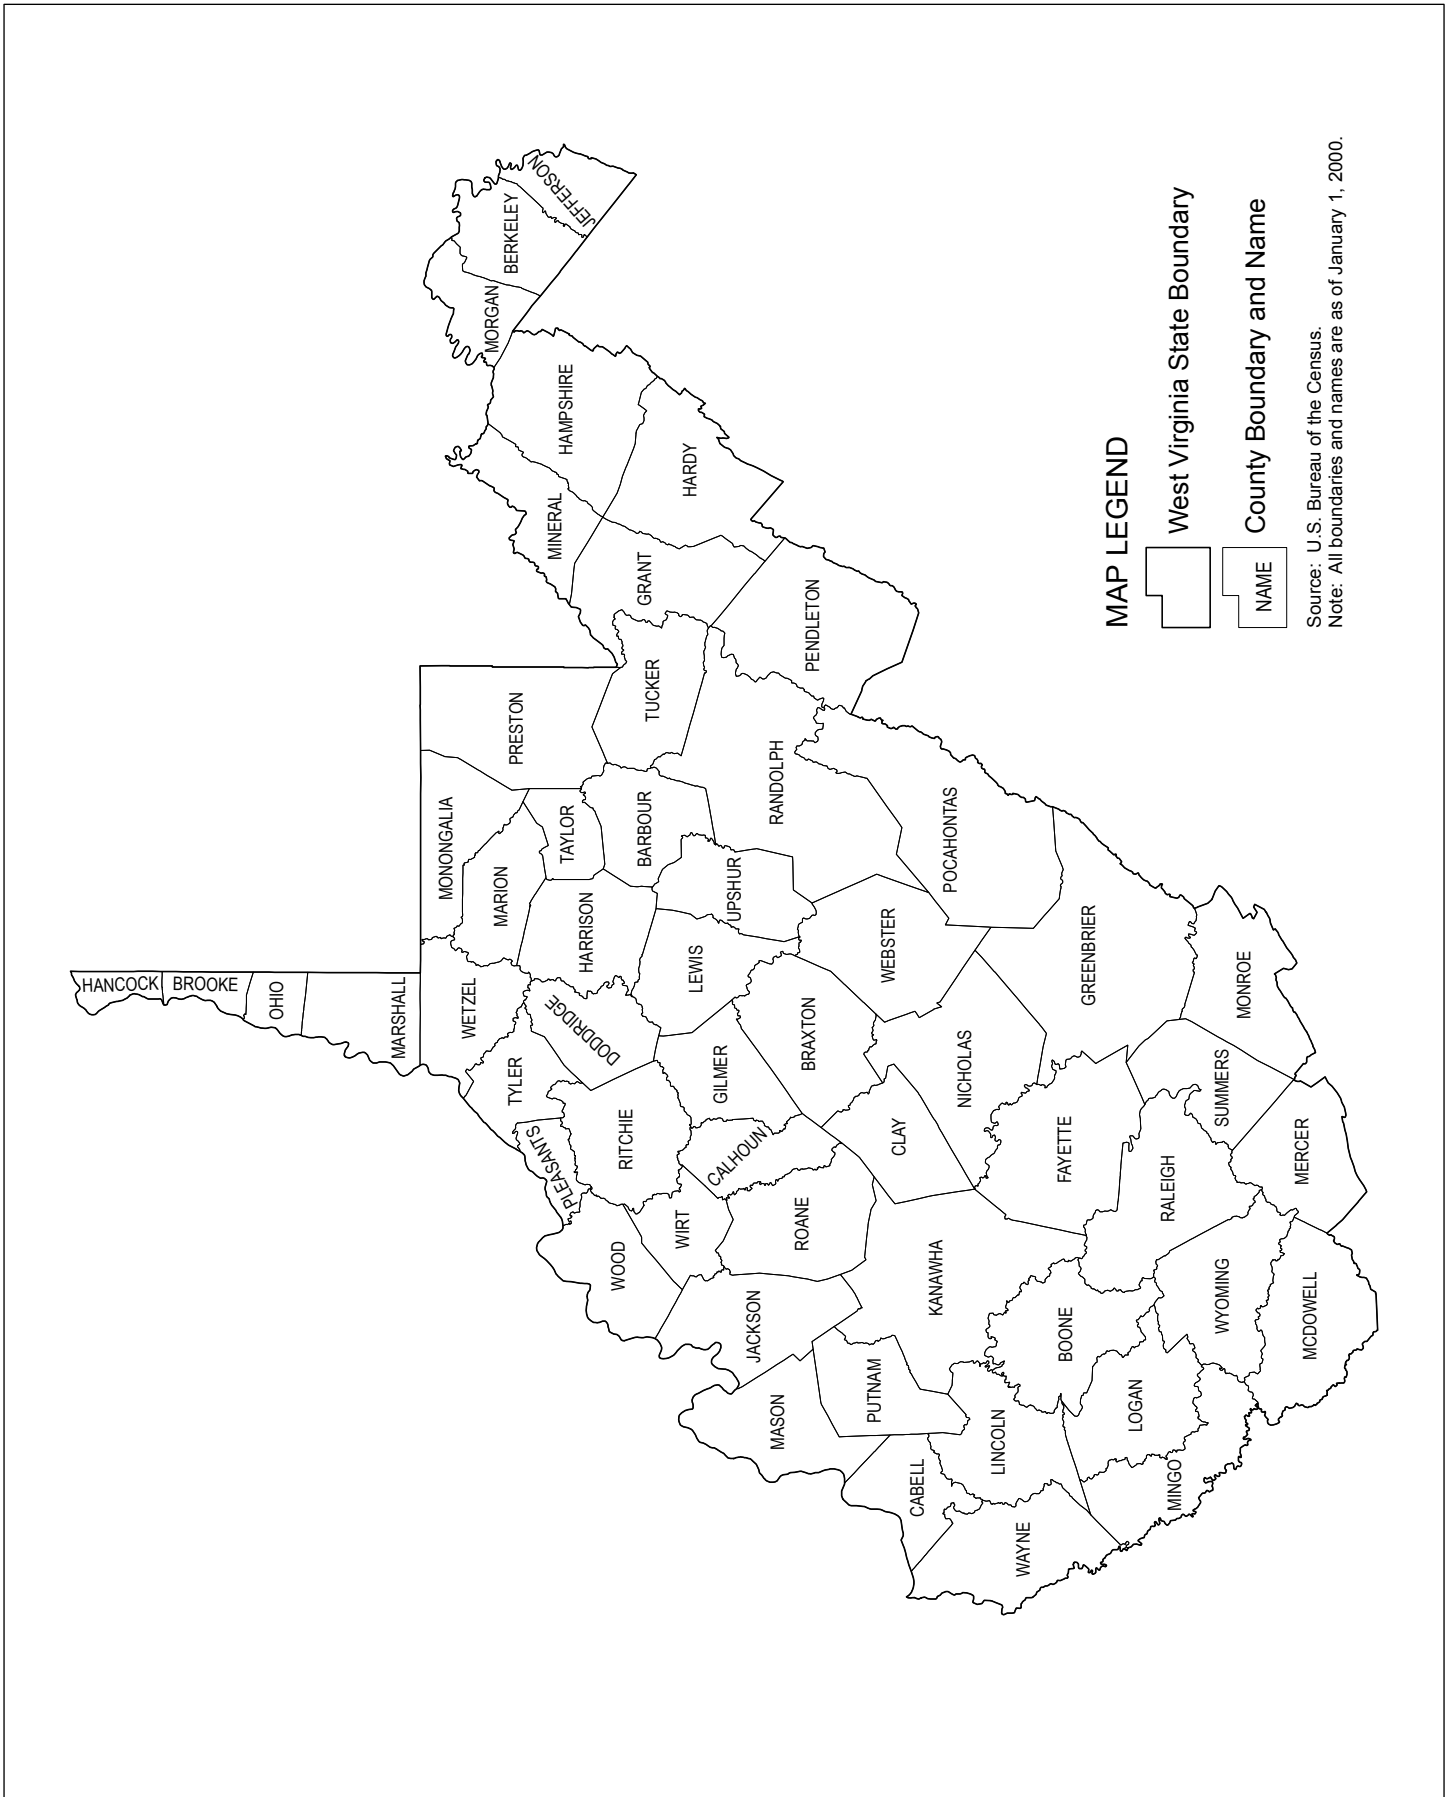 HANCOCK
BROOKE
OHIO
MARSHALL
WETZEL
MONONGALIA
MARION
PRESTON
TYLER
PLEASANTS
DODDRIDGE
HARRISON
TAYLOR
BARBOUR
TUCKER
GRANT
MINERAL
HAMPSHIRE
HARDY
MORGAN
BERKELEY
JEFFERSON
WOOD
RITCHIE
WIRT
CALHOUN
GILMER
LEWIS
UPSHUR
RANDOLPH
PENDLETON
JACKSON
ROANE
BRAXTON
WEBSTER
POCAHONTAS
MASON
PUTNAM
KANAWHA
CLAY
NICHOLAS
GREENBRIER
CABELL
LINCOLN
WAYNE
BOONE
FAYETTE
LOGAN
MINGO
RALEIGH
SUMMERS
MONROE
WYOMING
MCDOWELL
MERCER
MAP LEGEND
West Virginia State Boundary
NAME
County Boundary and Name
Source: U.S. Bureau of the Census.
Note: All boundaries and names are as of January 1, 2000.